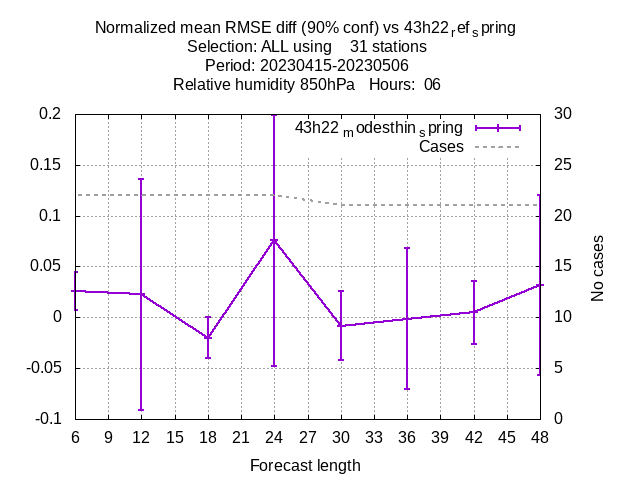 Normalized mean RMSE diff (90% conf) vs 43h22refspring
Selection: ALL using 31 stations
Period: 20230415-20230506
Relative humidity 850hPa Hours: 06
43h22modesthinspring
Cases
0.2
0.15
0.1
0.05
0
-0.05
-0.1
30
25
20
15
10
5
0
No cases
6 9 12 15 18 21 24 27 30 33 36 39 42 45 48
Forecast length